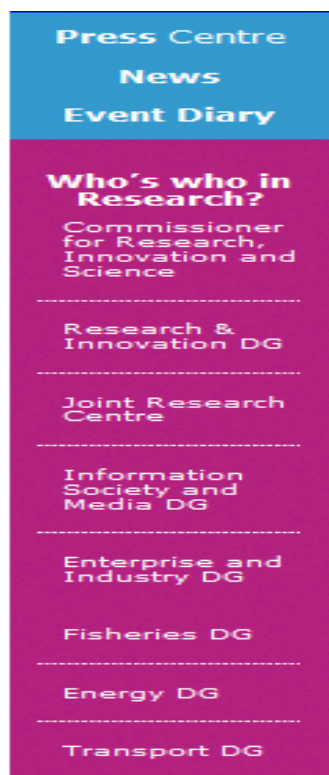 Press Centre
News
Event Diary
Who's who in
Research?
Commissioner
for Research,
Innovation and
Science
Research &
Innovation DG
Joint Research
Centre
Information
Society and
Media DG
Enterprise and
Industry DG
Fisheries DG
Energy DG
Transport DG